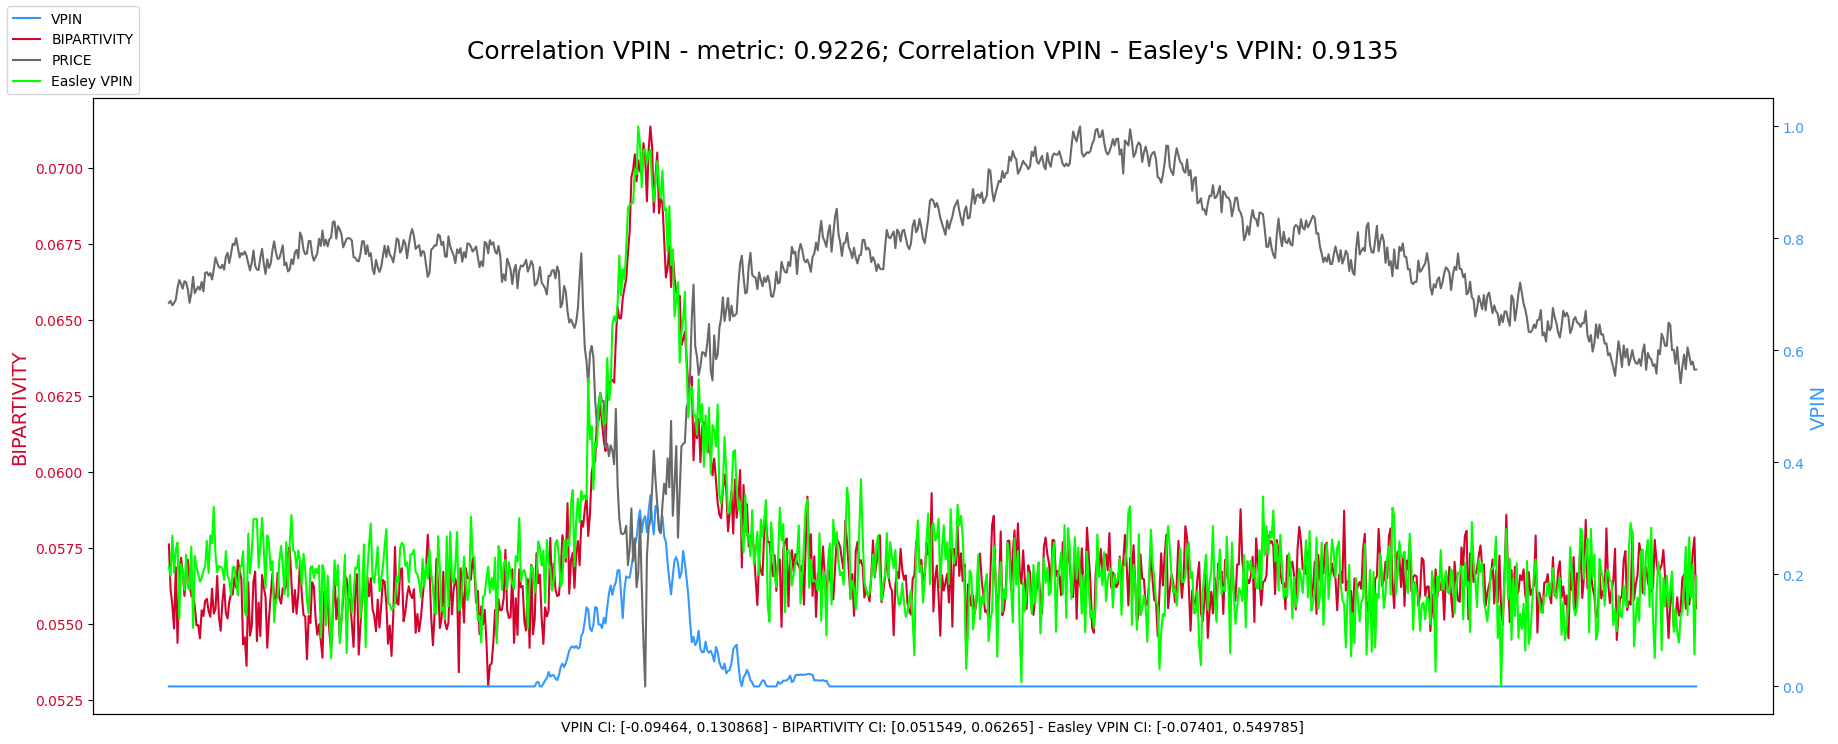 VPIN
BIPARTIVITY
PRICE
Easley VPIN
Correlation VPIN - metric: 0.9226; Correlation VPIN - Easley's VPIN: 0.9135
BIPARTIVITY
0.0700
0.0675
0.0650
0.0625
0.0600
0.0575
0.0550
0.0525
1.0
0.8
0.6
0.4
0.2
0.0
VPIN
VPIN CI: [-0.09464, 0.130868] - BIPARTIVITY CI: [0.051549, 0.06265] - Easley VPIN CI: [-0.07401, 0.549785]